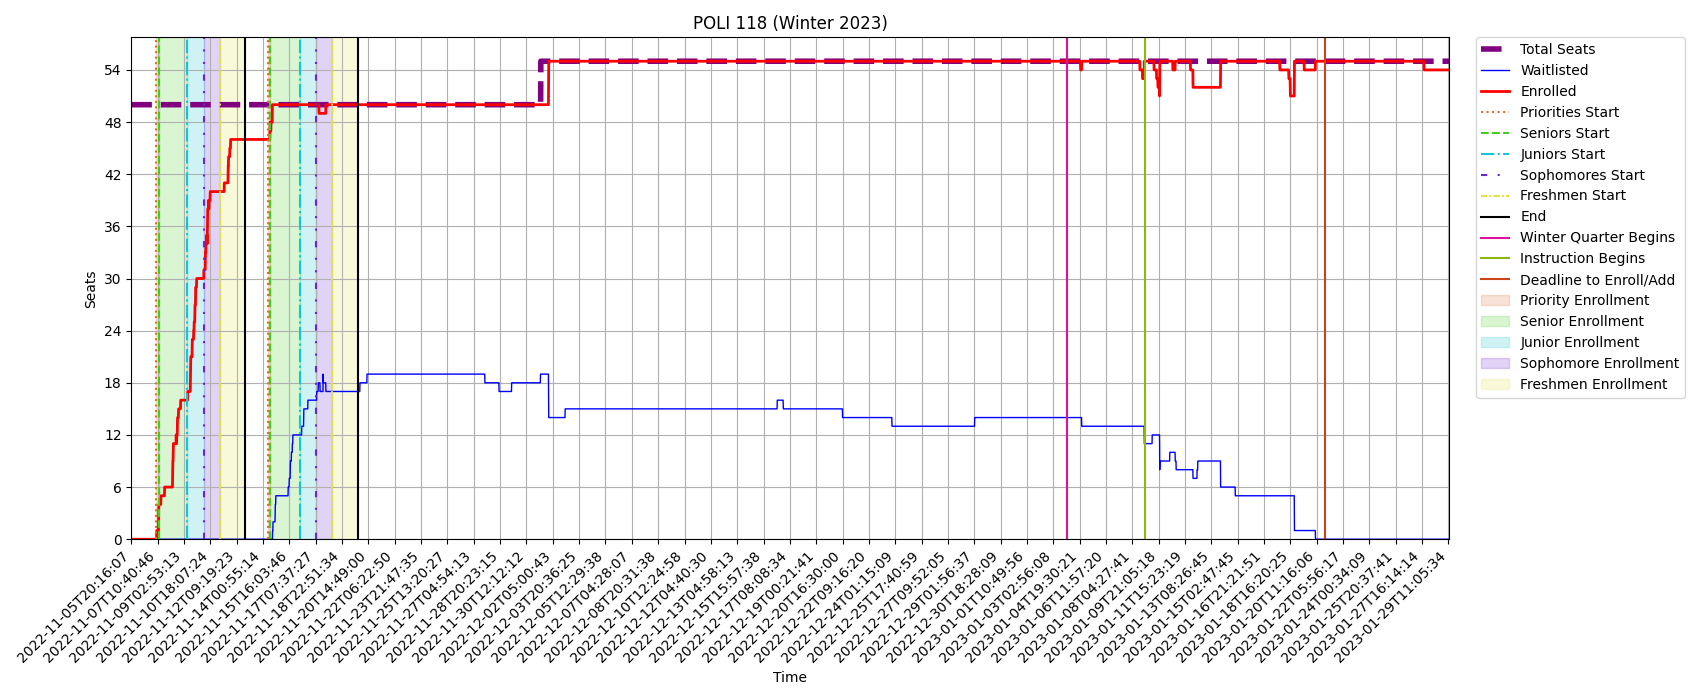 POLI 118 (Winter 2023)
Seats
54
48
42
36
30
24
18
12
6
0
2022-11-05T20:16:07
2022-11-07T10:40:46
2022-11-09T02:53:13
2022-11-10T18:07:24
2022-11-12T09:19:23
2022-11-14T00:55:14
2022-11-15T16:03:46
2022-11-17T07:37:27
2022-11-18T22:51:34
2022-11-20T14:49:00
2022-11-22T06:22:50
2022-11-23T21:47:35
2022-11-25T13:20:27
2022-11-27T04:54:13
2022-11-28T20:23:15
2022-11-30T12:12:12
2022-12-02T05:00:43
2022-12-03T20:36:25
2022-12-05T12:29:38
2022-12-07T04:28:07
2022-12-08T20:31:38
2022-12-10T12:24:58
2022-12-12T04:40:30
2022-12-13T04:58:13
2022-12-15T15:57:38
2022-12-17T08:08:34
2022-12-19T00:21:41
2022-12-20T16:30:00
2022-12-22T09:16:20
2022-12-24T01:15:09
2022-12-25T17:40:59
2022-12-27T09:52:05
2022-12-29T01:56:37
2022-12-30T18:28:09
2023-01-01T10:49:56
2023-01-03T02:56:08
2023-01-04T19:30:21
2023-01-06T11:57:20
2023-01-08T04:27:41
2023-01-09T21:05:18
2023-01-11T15:23:19
2023-01-13T08:26:45
2023-01-15T02:47:45
2023-01-16T21:21:51
2023-01-18T16:20:23
2023-01-20T11:16:06
2023-01-22T05:56:17
2023-01-24T00:34:09
2023-01-25T20:37:41
2023-01-27T16:14:14
2023-01-29T11:05:34
Time
Total Seats
Waitlisted
Enrolled
Priorities Start
Seniors Start
Juniors Start
Sophomores Start
Freshmen Start
End
Winter Quarter Begins
Instruction Begins
Deadline to Enroll/Add
Priority Enrollment
Senior Enrollment
Junior Enrollment
Sophomore Enrollment
Freshmen Enrollment